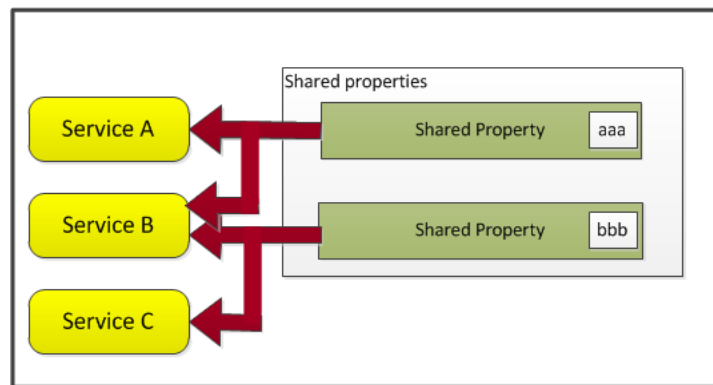 Shared properties
Service A
Shared Property
aaa
Service B
Shared Property
bbb
Service C